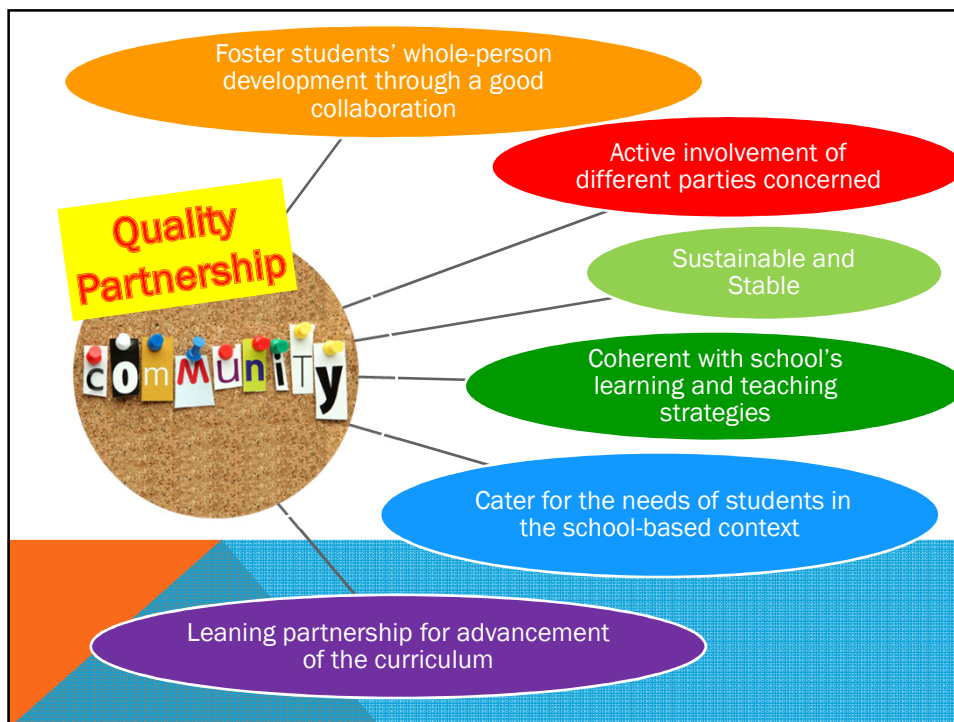 Foster students' whole-person
development through a good
collaboration
Active involvement of
different parties concerned
Quality
Partnership
Sustainable and
Stable
comMuniTy
Coherent with school's
learning and teaching
strategies
Cater for the needs of students in
the school-based context
Leaning partnership for advancement
of the curriculum